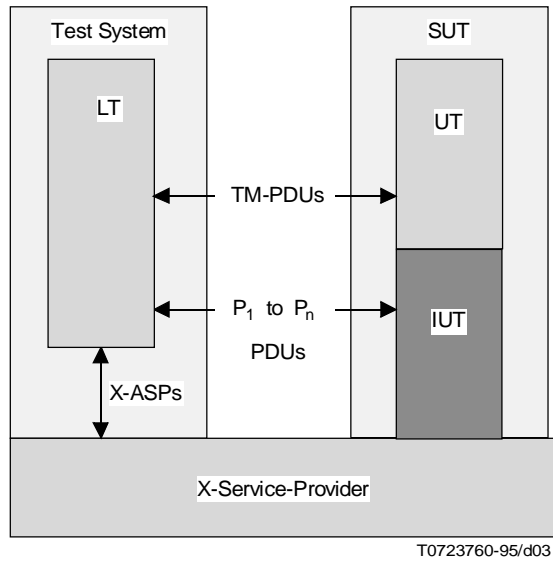 Test System
SUT
LT
UT
TM-PDUs
P1 to Pn
PDUs
IUT
X-ASPs
X-Service-Provider
T0723760-95/d03